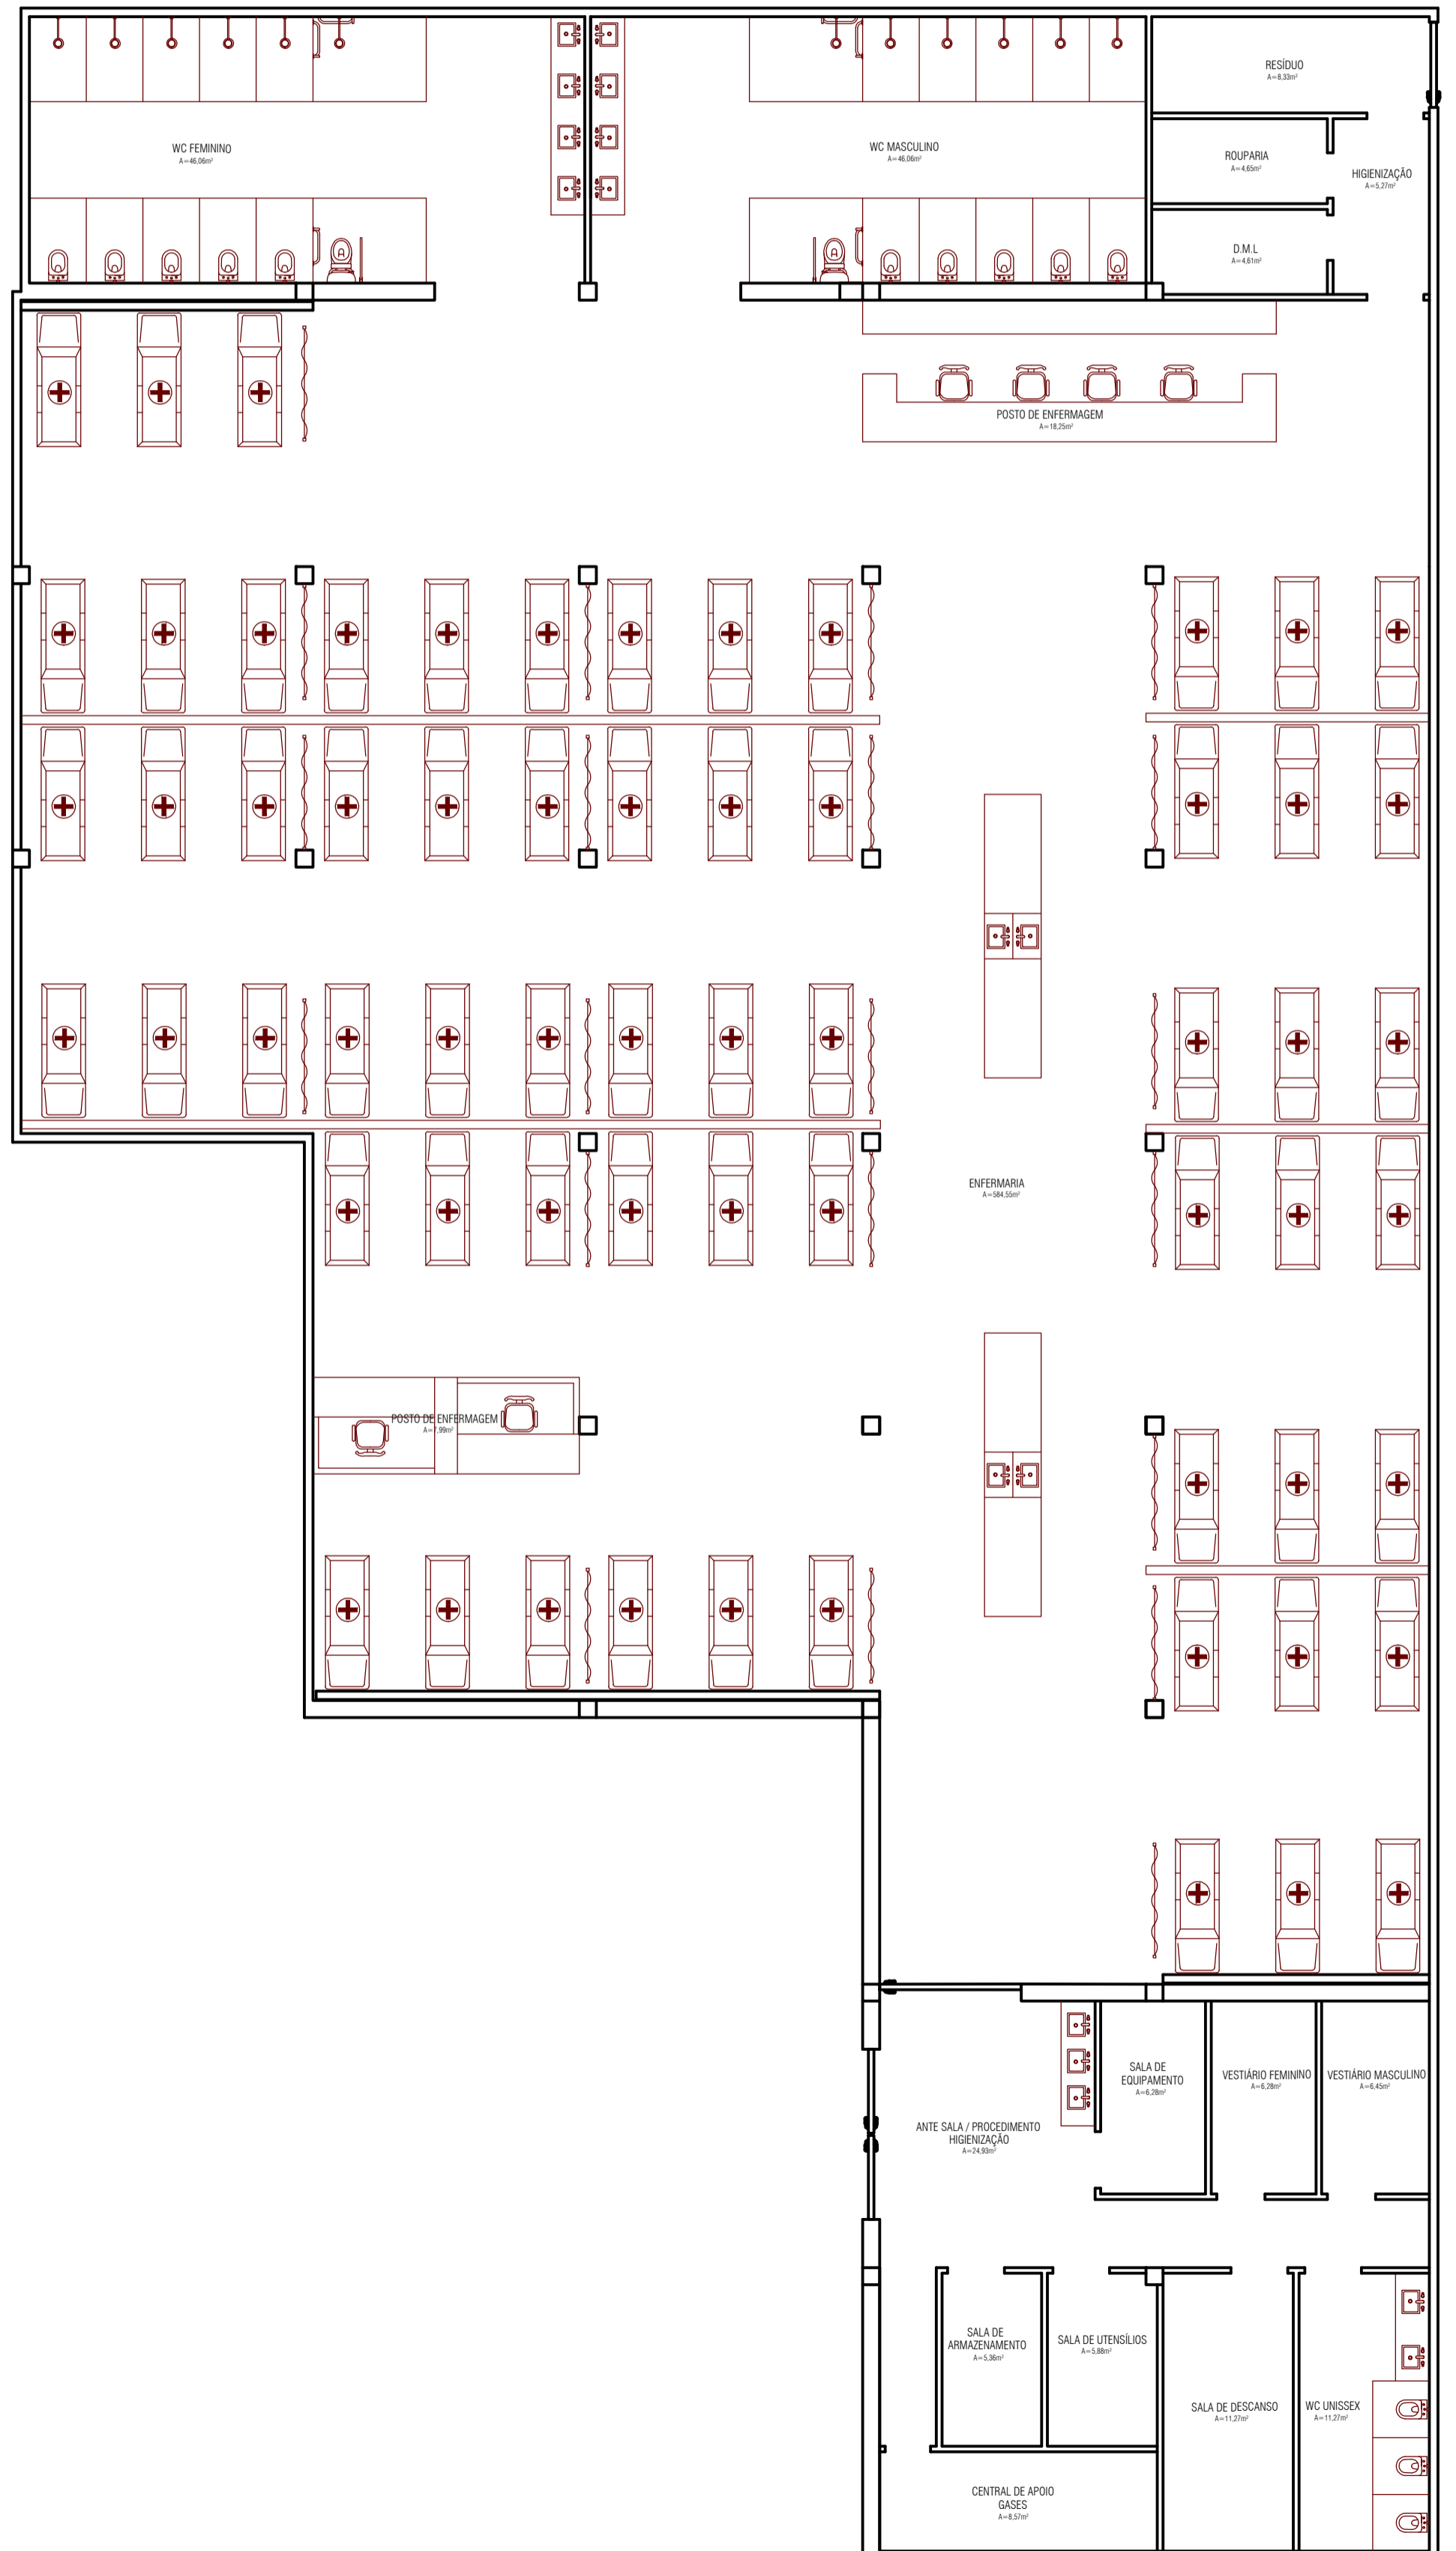 RESÍDUO
A=8,33m²
WC FEMININO
A=46,06m²
WC MASCULINO
A=46,06m²
ROUPARIA
A=4,65m²
HIGIENIZAÇÃO
A=5,27m²
D.M.L
A=4,61m²
POSTO DE ENFERMAGEM
A=18,25m²
ENFERMARIA
A=584,55m²
POSTO DE ENFERMAGEM
A=7,99m²
SALA DE
EQUIPAMENTO
A=6,28m²
VESTIÁRIO FEMININO
A=6,28m²
VESTIÁRIO MASCULINO
A=6,45m²
ANTE SALA / PROCEDIMENTO
HIGIENIZAÇÃO
A=24,93m²
SALA DE
ARMAZENAMENTO
A=5,36m²
SALA DE UTENSÍLIOS
A=5,88m²
SALA DE DESCANSO
A=11,27m²
WC UNISSEX
A=11,27m²
CENTRAL DE APOIO
GASES
A=8,57m²